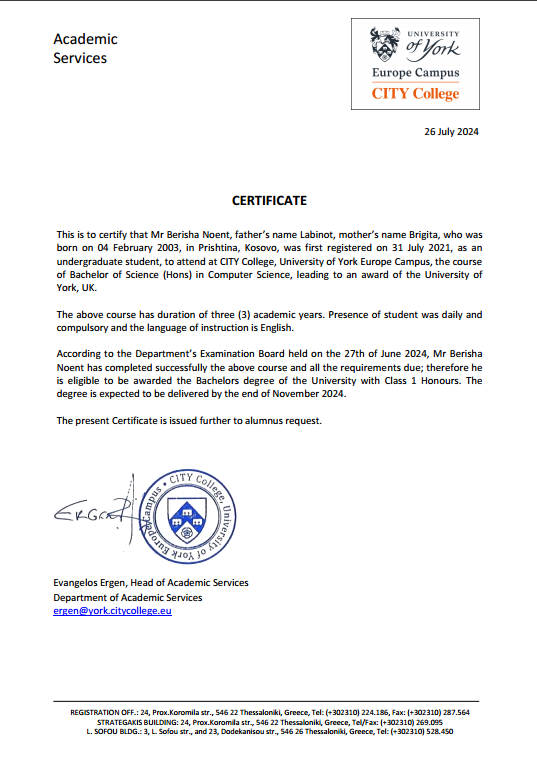 Academic
Services
UNIVERSITY
of York
Europe Campus
CITY College
26 July 2024
CERTIFICATE
This is to certify that Mr Berisha Noent, father's name Labinot, mother's name Brigita, who was
born on 04 February 2003, in Prishtina, Kosovo, was first registered on 31 July 2021, as an
undergraduate student, to attend at CITY College, University of York Europe Campus, the course
of Bachelor of Science (Hons) in Computer Science, leading to an award of the University of
York, UK.
The above course has duration of three (3) academic years. Presence of student was daily and
compulsory and the language of instruction is English.
According to the Department's Examination Board held on the 27th of June 2024, Mr Berisha
Noent has completed successfully the above course and all the requirements due; therefore he
is eligible to be awarded the Bachelors degree of the University with Class 1 Honours. The
degree is expected to be delivered by the end of November 2024.
The present Certificate is issued further to alumnus request.
CITY College, University of York Europe Campus
Evangelos Ergen, Head of Academic Services
Department of Academic Services
ergen@york.citycollege.eu
REGISTRATION OFF.: 24, Prox.Koromila str., 546 22 Thessaloniki, Greece, Tel: (+302310) 224.186, Fax: (+302310) 287.564
STRATEGAKIS BUILDING: 24, Prox.Koromila str., 546 22 Thessaloniki, Greece, Tel/Fax: (+302310) 269.095
L. SOFOU BLDG.: 3, L. Sofou str., and 23, Dodekanisou str., 546 26 Thessaloniki, Greece, Tel: (+302310) 528.450